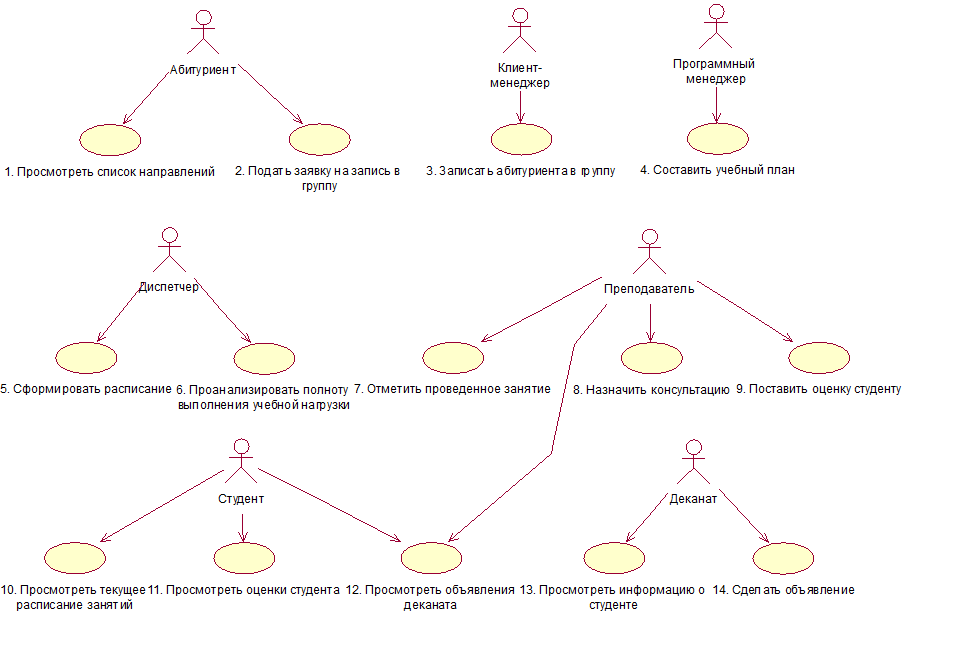 Абитуриент
Клиент-
менеджер
Программный
менеджер
1. Просмотреть список направлений
2. Подать заявку на запись в
группу
3. Записать абитуриента в группу
4. Составить учебный план
Диспетчер
Преподаватель
5. Сформировать расписание
6. Проанализировать полноту
выполнения учебной нагрузки
7. Отметить проведенное занятие
8. Назначить консультацию
9. Поставить оценку студенту
Студент
Деканат
10. Просмотреть текущее
расписание занятий
11. Просмотреть оценки студента
12. Просмотреть объявления
деканата
13. Просмотреть информацию о
студенте
14. Сделать объявление